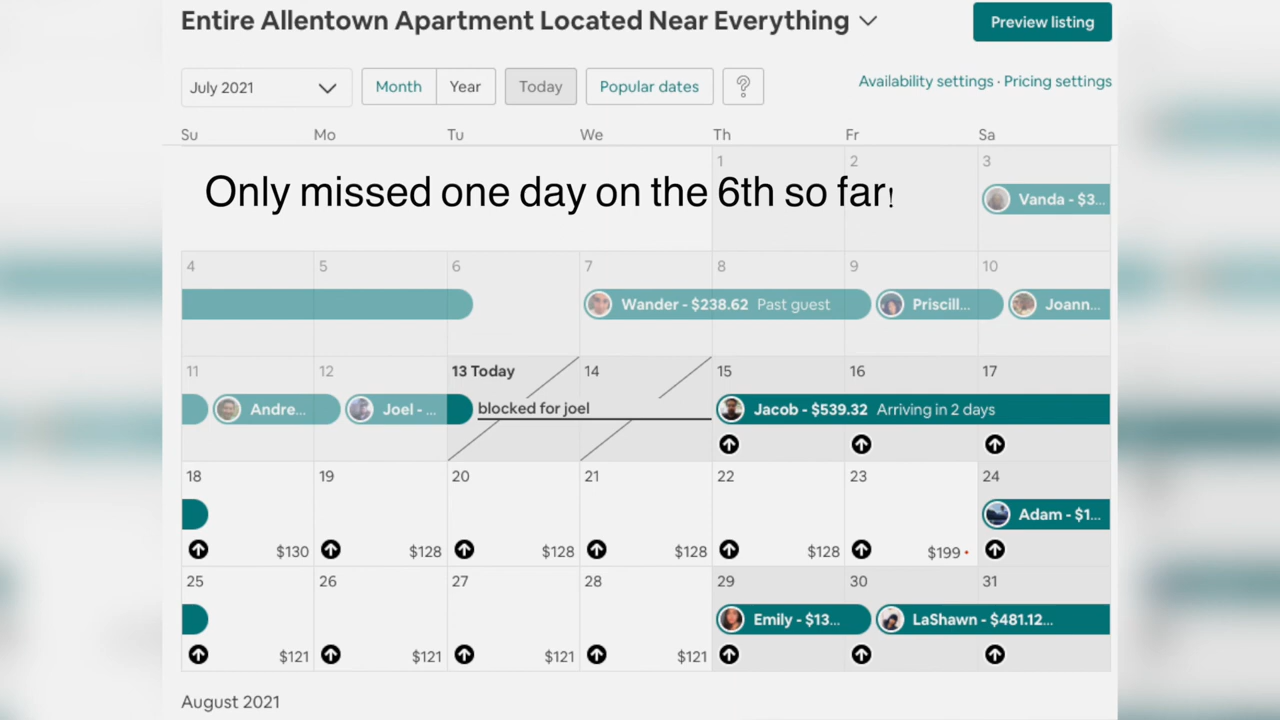 Entire Allentown Apartment Located Near Everything
Preview listing
July 2021
Month
Year
Today
Popular dates
?
Availability settings · Pricing settings
Su Mo Tu We Th Fr Sa
1 2 3
Only missed one day on the 6th so far!
Vanda - $3...
4 5 6 7 8 9 10
Wander - $238.62 Past guest
Priscill...
Joann...
11 12 13 Today 14 15 16 17
Andre...
Joel - ...
blocked for joel
Jacob - $539.32 Arriving in 2 days
18 19 20 21 22 23 24
Adam - $1...
$130 $128 $128 $128 $128 $199
25 26 27 28 29 30 31
Emily - $13...
LaShawn - $481.12...
$121 $121 $121 $121
August 2021